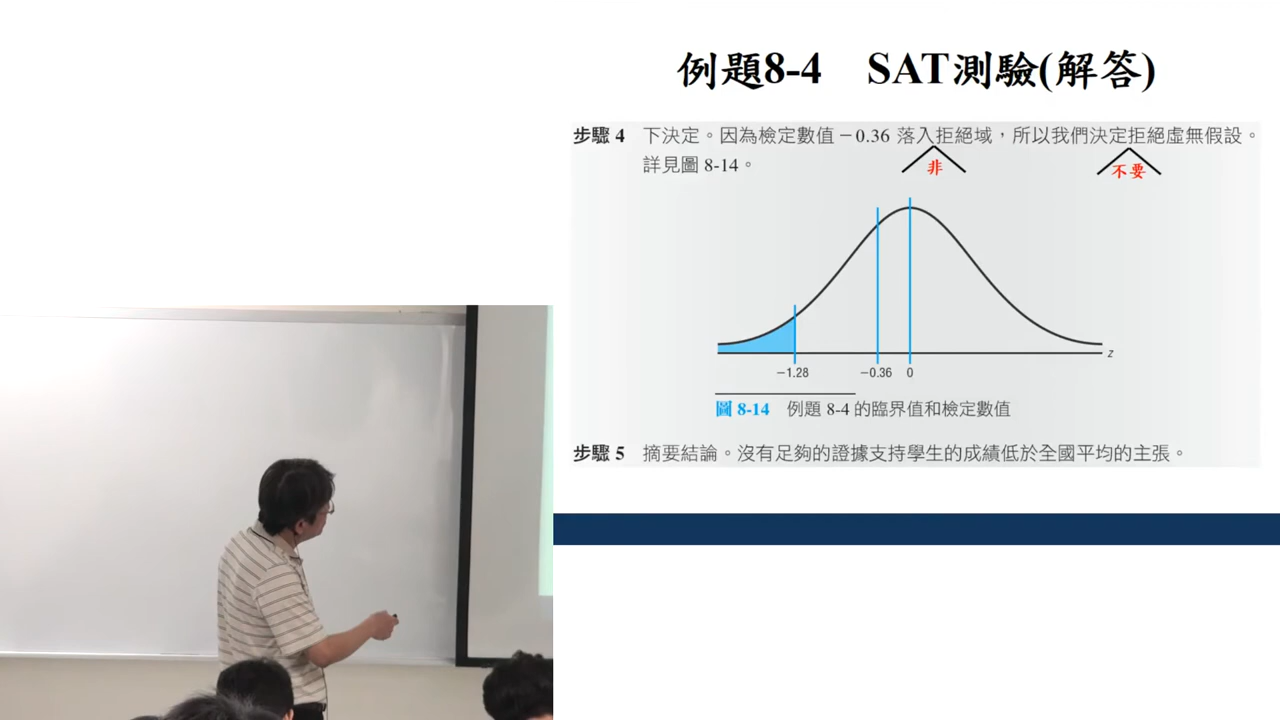 例題8-4 SAT測驗(解答)
步驟 4 下決定。因為檢定數值－0.36 落入拒絕域，所以我們決定拒絕虛無假設。
非 不要
詳見圖 8-14。
−1.28 −0.36 0 z
圖 8-14 例題 8-4 的臨界值和檢定數值
步驟 5 摘要結論。沒有足夠的證據支持學生的成績低於全國平均的主張。